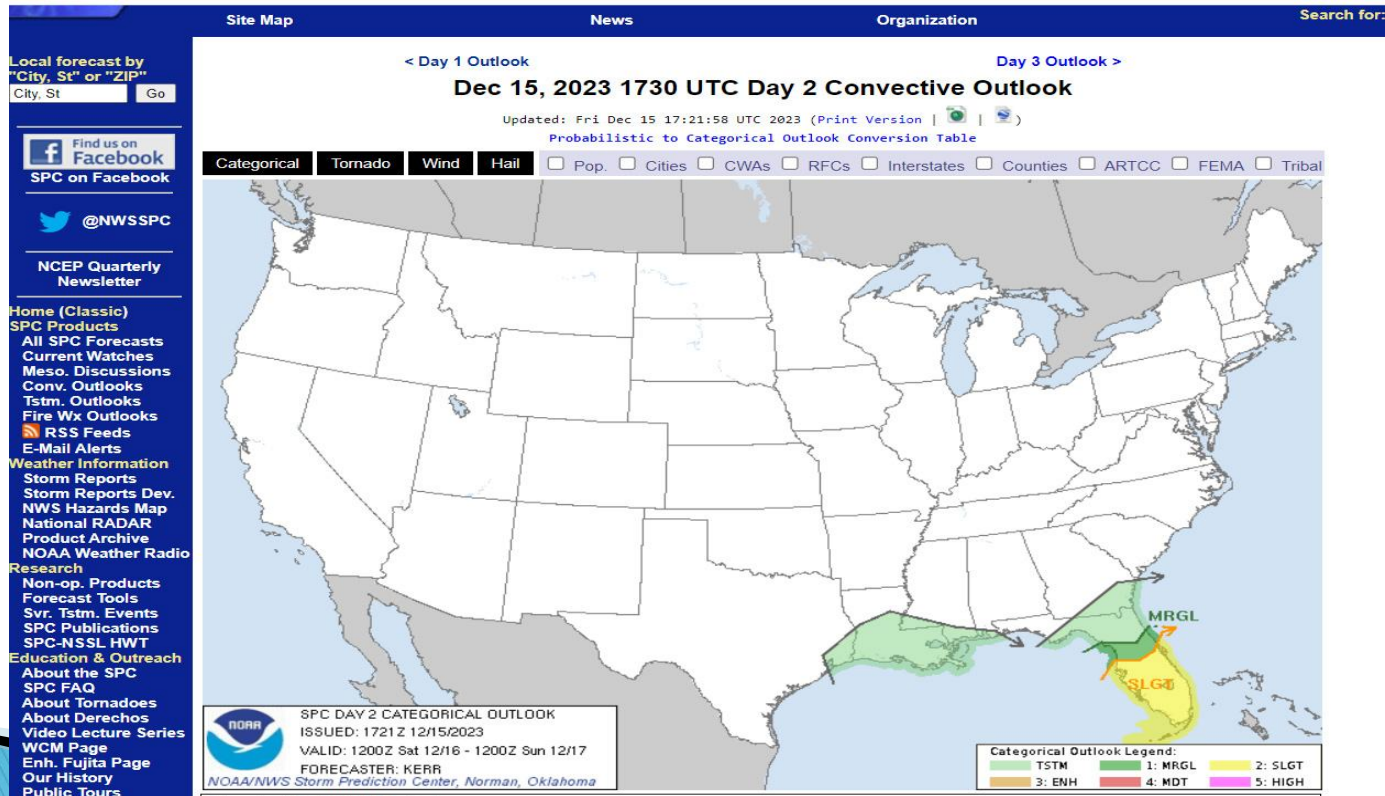 Site Map News Organization Search for:
Local forecast by
"City, St" or "ZIP"
City, St Go
Find us on
Facebook
SPC on Facebook
@NWSSPC
NCEP Quarterly
Newsletter
Home (Classic)
SPC Products
All SPC Forecasts
Current Watches
Meso. Discussions
Conv. Outlooks
Tstm. Outlooks
Fire Wx Outlooks
RSS Feeds
E-Mail Alerts
Weather Information
Storm Reports
Storm Reports Dev.
NWS Hazards Map
National RADAR
Product Archive
NOAA Weather Radio
Research
Non-op. Products
Forecast Tools
Svr. Tstm. Events
SPC Publications
SPC-NSSL HWT
Education & Outreach
About the SPC
SPC FAQ
About Tornadoes
About Derechos
Video Lecture Series
WCM Page
Enh. Fujita Page
Our History
Public Tours
< Day 1 Outlook Day 3 Outlook >
Dec 15, 2023 1730 UTC Day 2 Convective Outlook
Updated: Fri Dec 15 17:21:58 UTC 2023 (Print Version | | )
Probabilistic to Categorical Outlook Conversion Table
Categorical Tornado Wind Hail Pop. Cities CWAs RFCs Interstates Counties ARTCC FEMA Tribal
MRGL
SLGT
NOAA
SPC DAY 2 CATEGORICAL OUTLOOK
ISSUED: 1721Z 12/15/2023
VALID: 1200Z Sat 12/16 - 1200Z Sun 12/17
FORECASTER: KERR
NOAA/NWS Storm Prediction Center, Norman, Oklahoma
Categorical Outlook Legend:
TSTM 1: MRGL 2: SLGT
3: ENH 4: MDT 5: HIGH